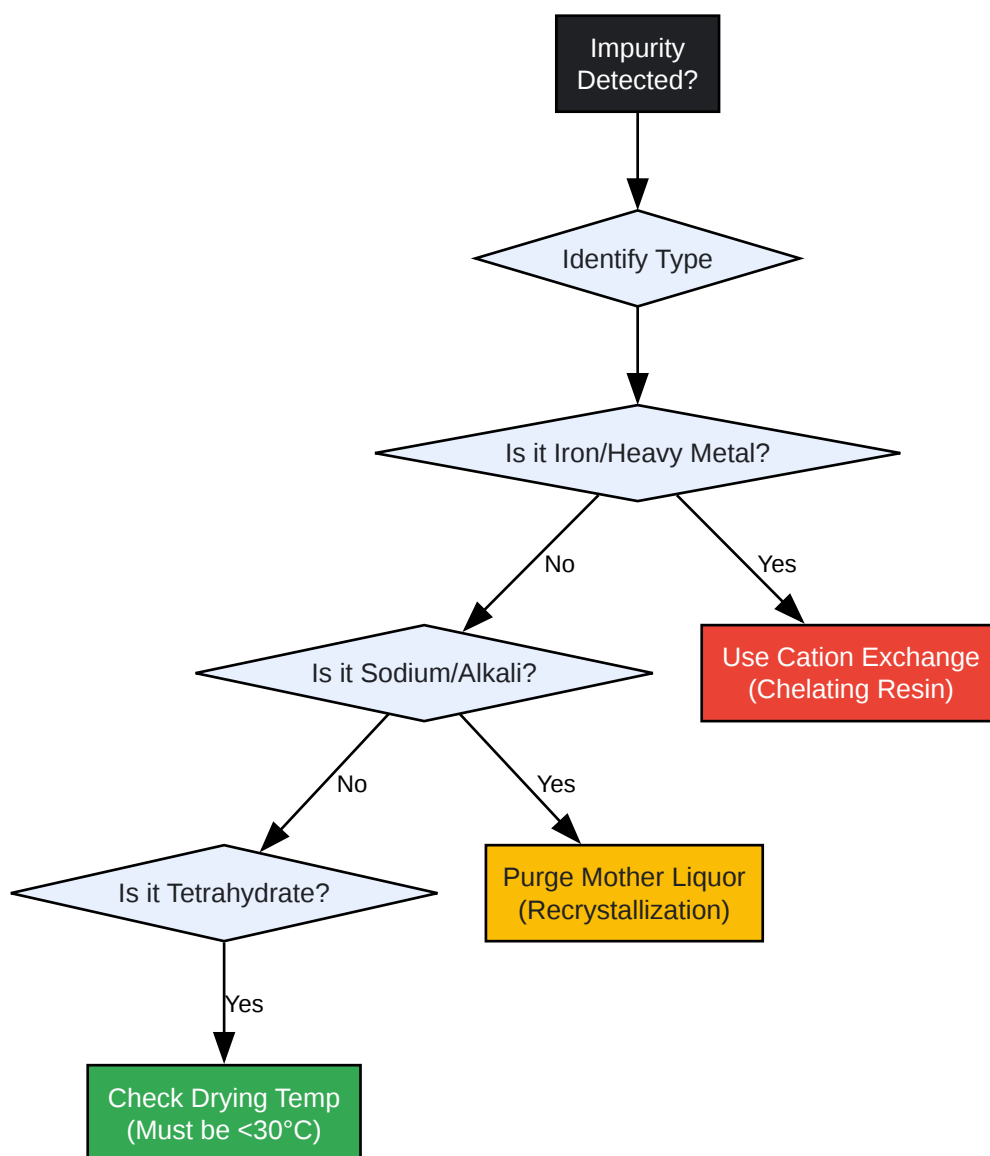 Impurity
Detected?
Identify Type
Is it Iron/Heavy Metal?
No
Yes
Is it Sodium/Alkali?
Use Cation Exchange
(Chelating Resin)
No
Yes
Is it Tetrahydrate?
Purge Mother Liquor
(Recrystallization)
Yes
Check Drying Temp
(Must be <30°C)